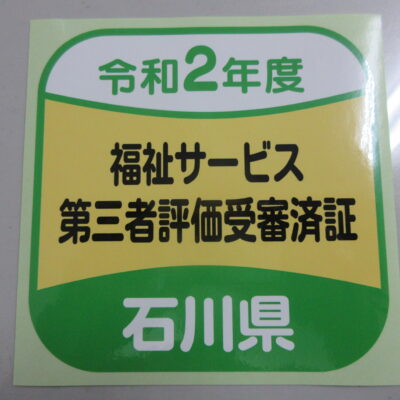 令和2年度
福祉サービス
第三者評価受審済証
石川県